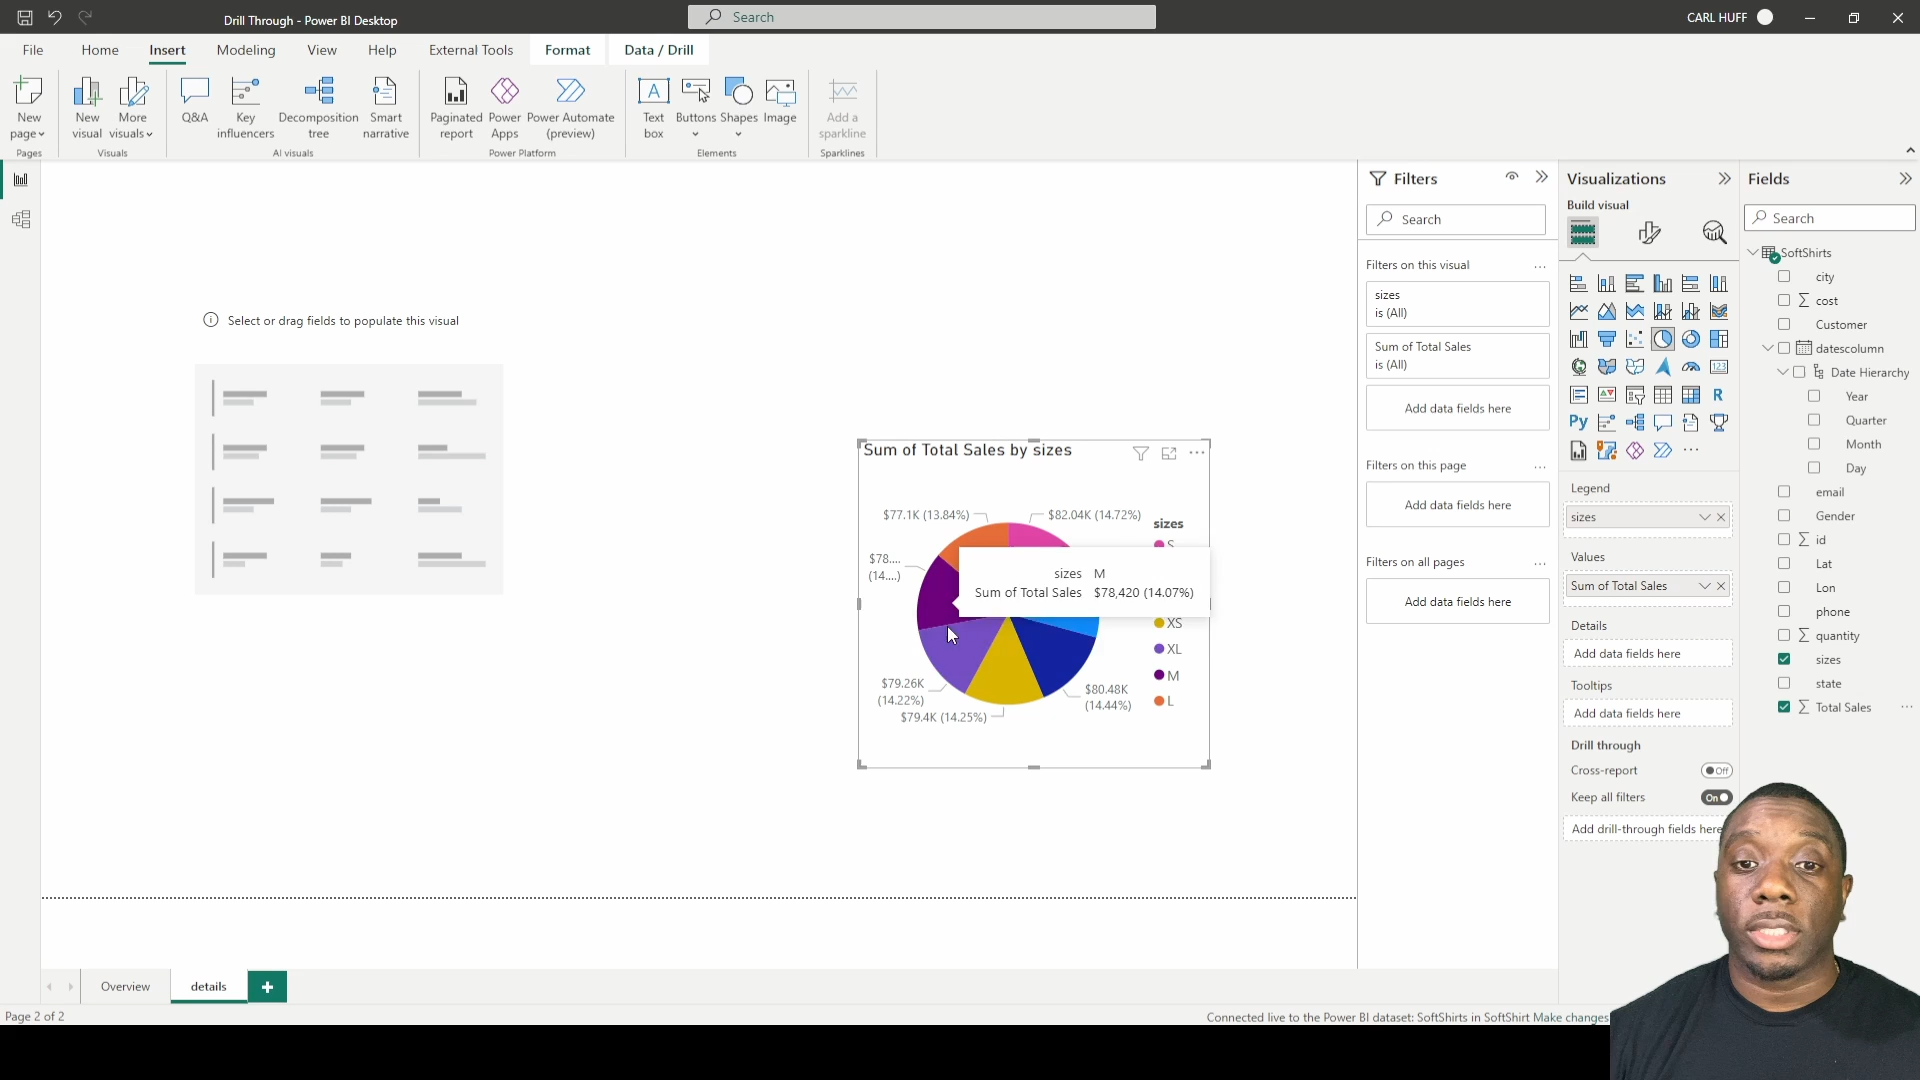 Drill Through - Power BI Desktop
Search
CARL HUFF
File
Home
Insert
Modeling
View
Help
External Tools
Format
Data / Drill
New
page
New
visual
More
visuals
Q&A
Key
influencers
Decomposition
tree
Smart
narrative
Paginated
report
Power
Apps
Power Automate
(preview)
Text
box
Buttons
Shapes
Image
Add a
sparkline
Pages
Visuals
AI visuals
Power Platform
Elements
Sparklines
Select or drag fields to populate this visual
Sum of Total Sales by sizes
$77.1K (13.84%)
$82.04K (14.72%)
$78....
(14....)
$79.26K
(14.22%)
$79.4K (14.25%)
$80.48K
(14.44%)
sizes
S
XS
XL
M
L
sizes M
Sum of Total Sales $78,420 (14.07%)
Filters
Search
Filters on this visual
...
sizes
is (All)
Sum of Total Sales
is (All)
Add data fields here
Filters on this page
...
Add data fields here
Filters on all pages
...
Add data fields here
Visualizations
Build visual
123
R
Py
...
Legend
sizes
Values
Sum of Total Sales
Details
Add data fields here
Tooltips
Add data fields here
Drill through
Cross-report
Off
Keep all filters
On
Add drill-through fields here
Fields
Search
SoftShirts
city
cost
Customer
datescolumn
Date Hierarchy
Year
Quarter
Month
Day
email
Gender
id
Lat
Lon
phone
quantity
sizes
state
Total Sales
...
Overview
details
Page 2 of 2
Connected live to the Power BI dataset: SoftShirts in SoftShirt Make changes